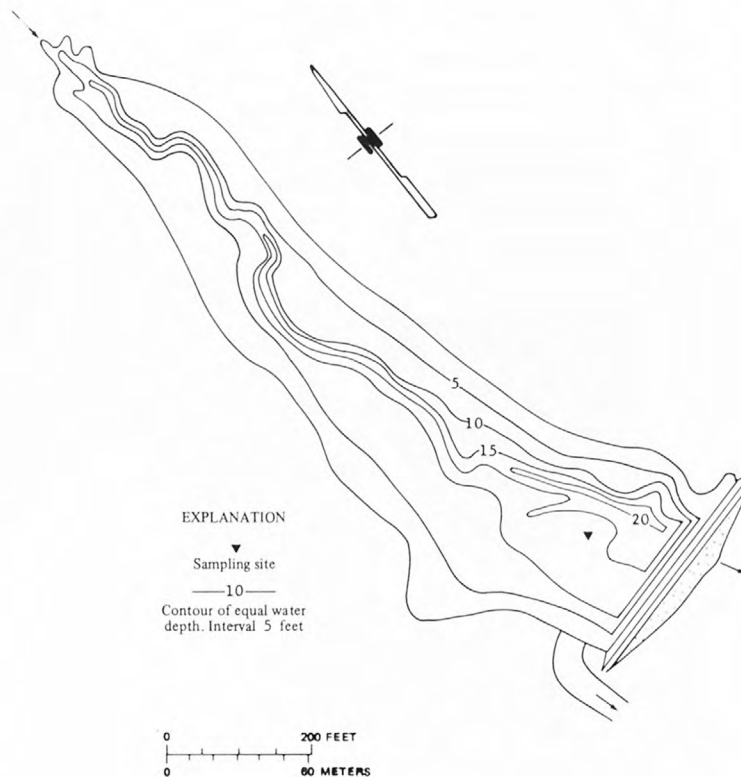 N
5
10
15
20
EXPLANATION
Sampling site
10
Contour of equal water
depth. Interval 5 feet
0 200 FEET
0 60 METERS